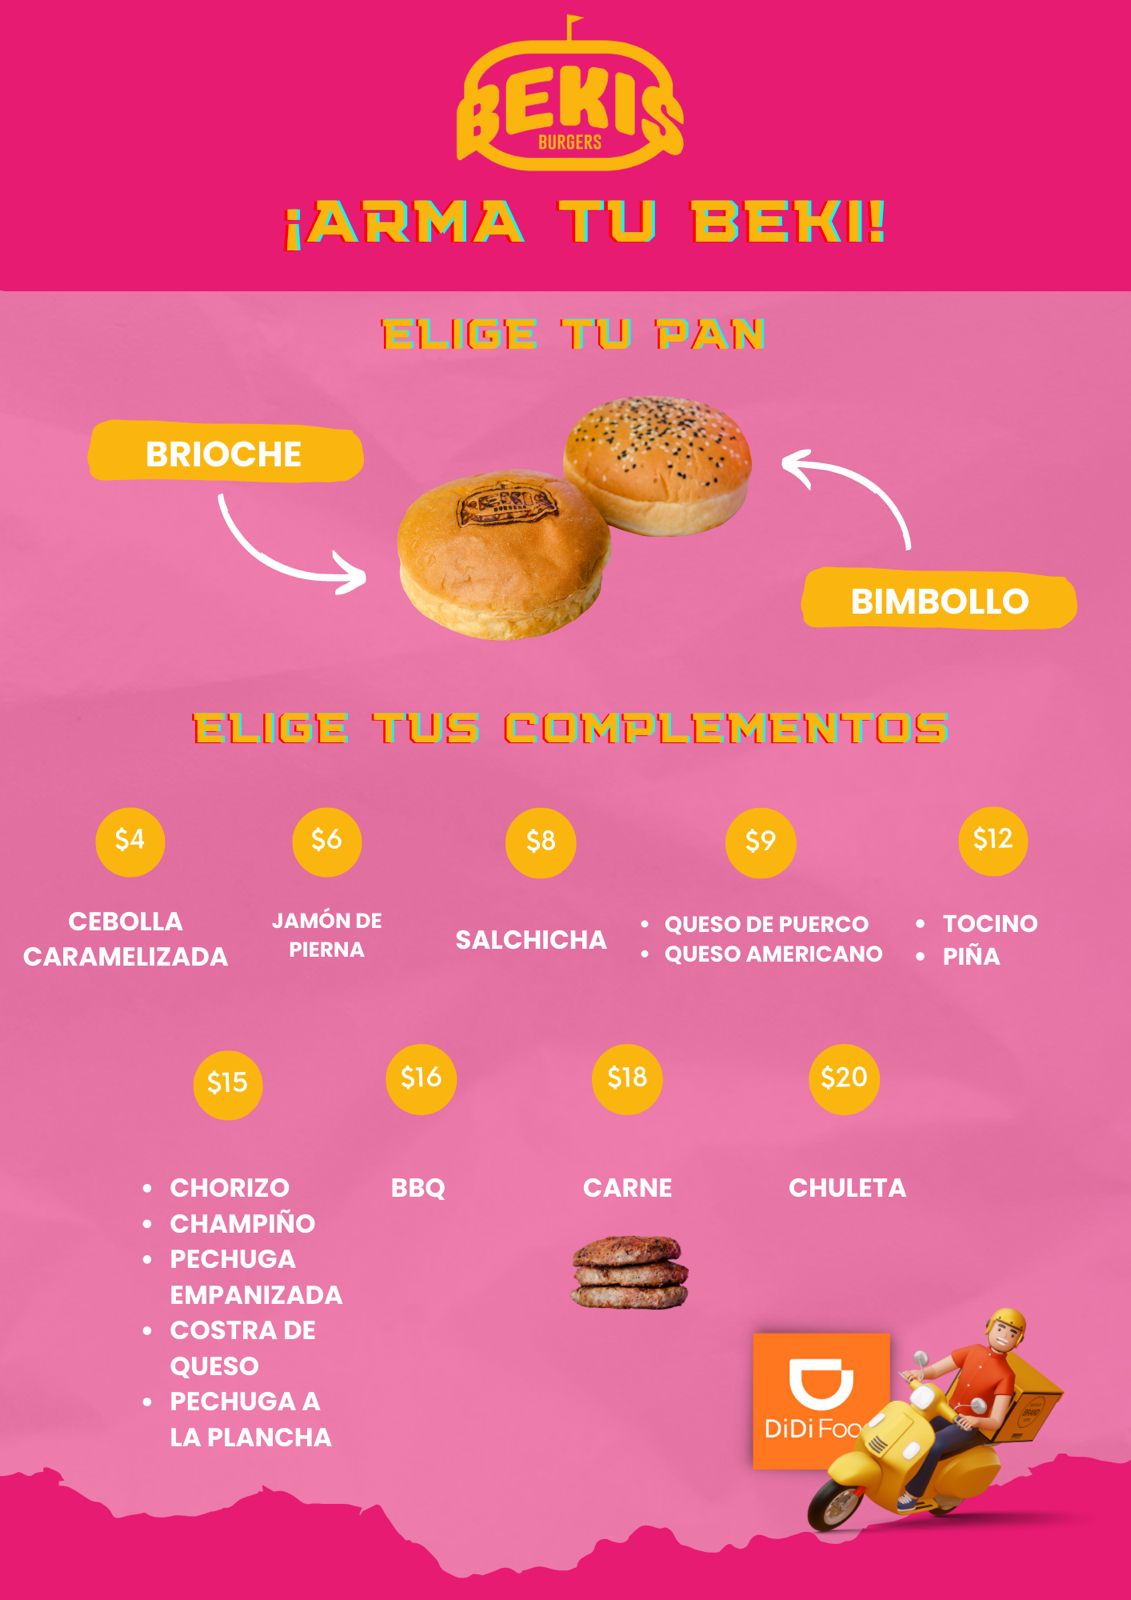 BEKIS
BURGERS
¡ARMA TU BEKI!
ELIGE TU PAN
BRIOCHE
BEKIS
BURGERS
BIMBOLLO
ELIGE TUS COMPLEMENTOS
$4
CEBOLLA
CARAMELIZADA
$6
JAMÓN DE
PIERNA
$8
SALCHICHA
$9
• QUESO DE PUERCO
• QUESO AMERICANO
$12
• TOCINO
• PIÑA
$15
• CHORIZO
• CHAMPIÑO
• PECHUGA
EMPANIZADA
• COSTRA DE
QUESO
• PECHUGA A
LA PLANCHA
$16
BBQ
$18
CARNE
$20
CHULETA
DiDi Foo